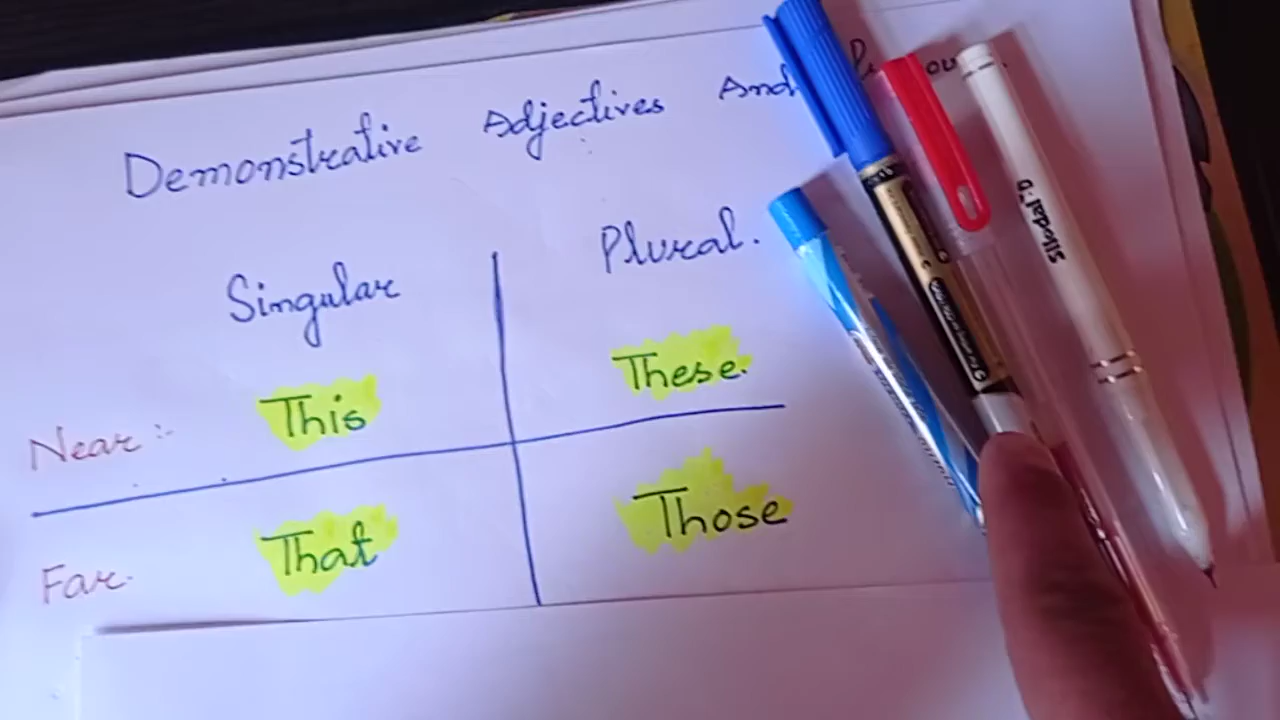 Demonstrative Adjectives And
Singular
Plural.
Near :- This These.
Far. That Those